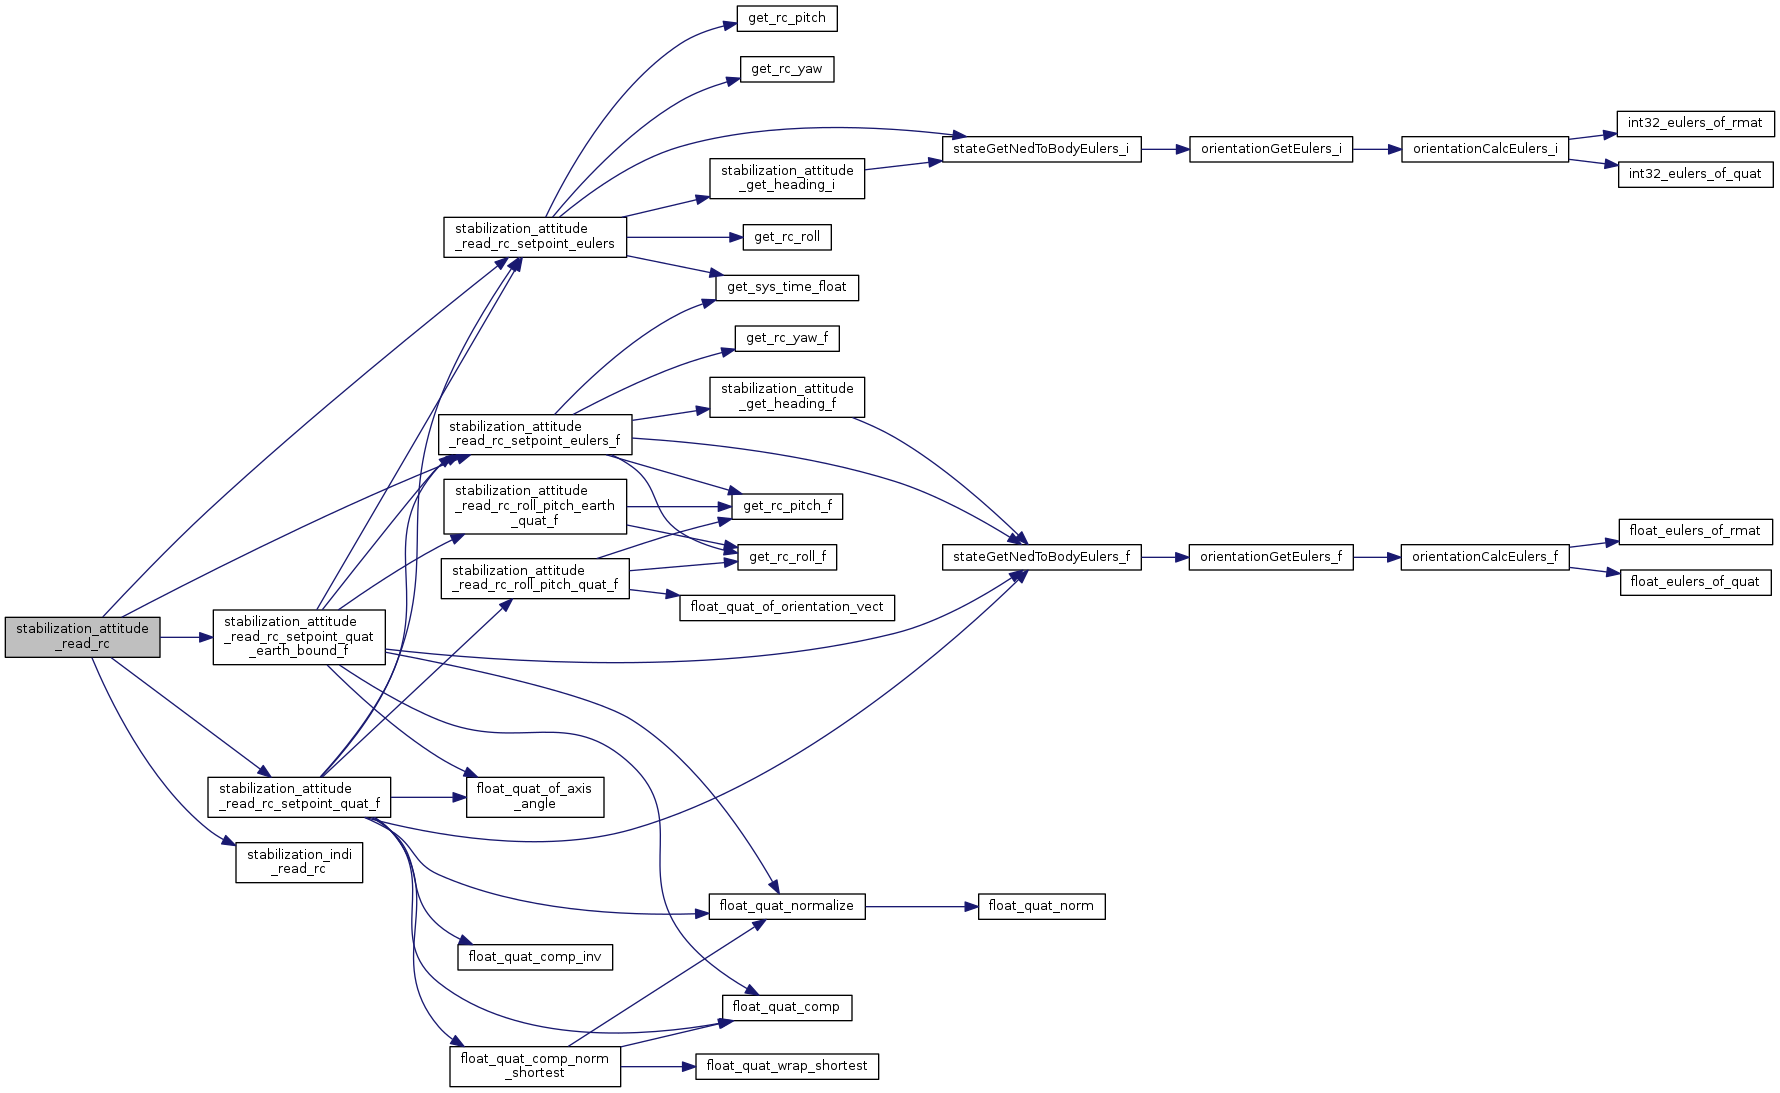 get_rc_pitch
get_rc_yaw
int32_eulers_of_rmat
stateGetNedToBodyEulers_i
orientationGetEulers_i
orientationCalcEulers_i
int32_eulers_of_quat
stabilization_attitude
_get_heading_i
stabilization_attitude
_read_rc_setpoint_eulers
get_rc_roll
get_sys_time_float
get_rc_yaw_f
stabilization_attitude
_get_heading_f
stabilization_attitude
_read_rc_setpoint_eulers_f
stabilization_attitude
_read_rc_roll_pitch_earth
_quat_f
get_rc_pitch_f
get_rc_roll_f
stateGetNedToBodyEulers_f
orientationGetEulers_f
orientationCalcEulers_f
float_eulers_of_rmat
float_eulers_of_quat
stabilization_attitude
_read_rc_roll_pitch_quat_f
float_quat_of_orientation_vect
stabilization_attitude
_read_rc
stabilization_attitude
_read_rc_setpoint_quat
_earth_bound_f
stabilization_attitude
_read_rc_setpoint_quat_f
float_quat_of_axis
_angle
stabilization_indi
_read_rc
float_quat_normalize
float_quat_norm
float_quat_comp_inv
float_quat_comp
float_quat_comp_norm
_shortest
float_quat_wrap_shortest